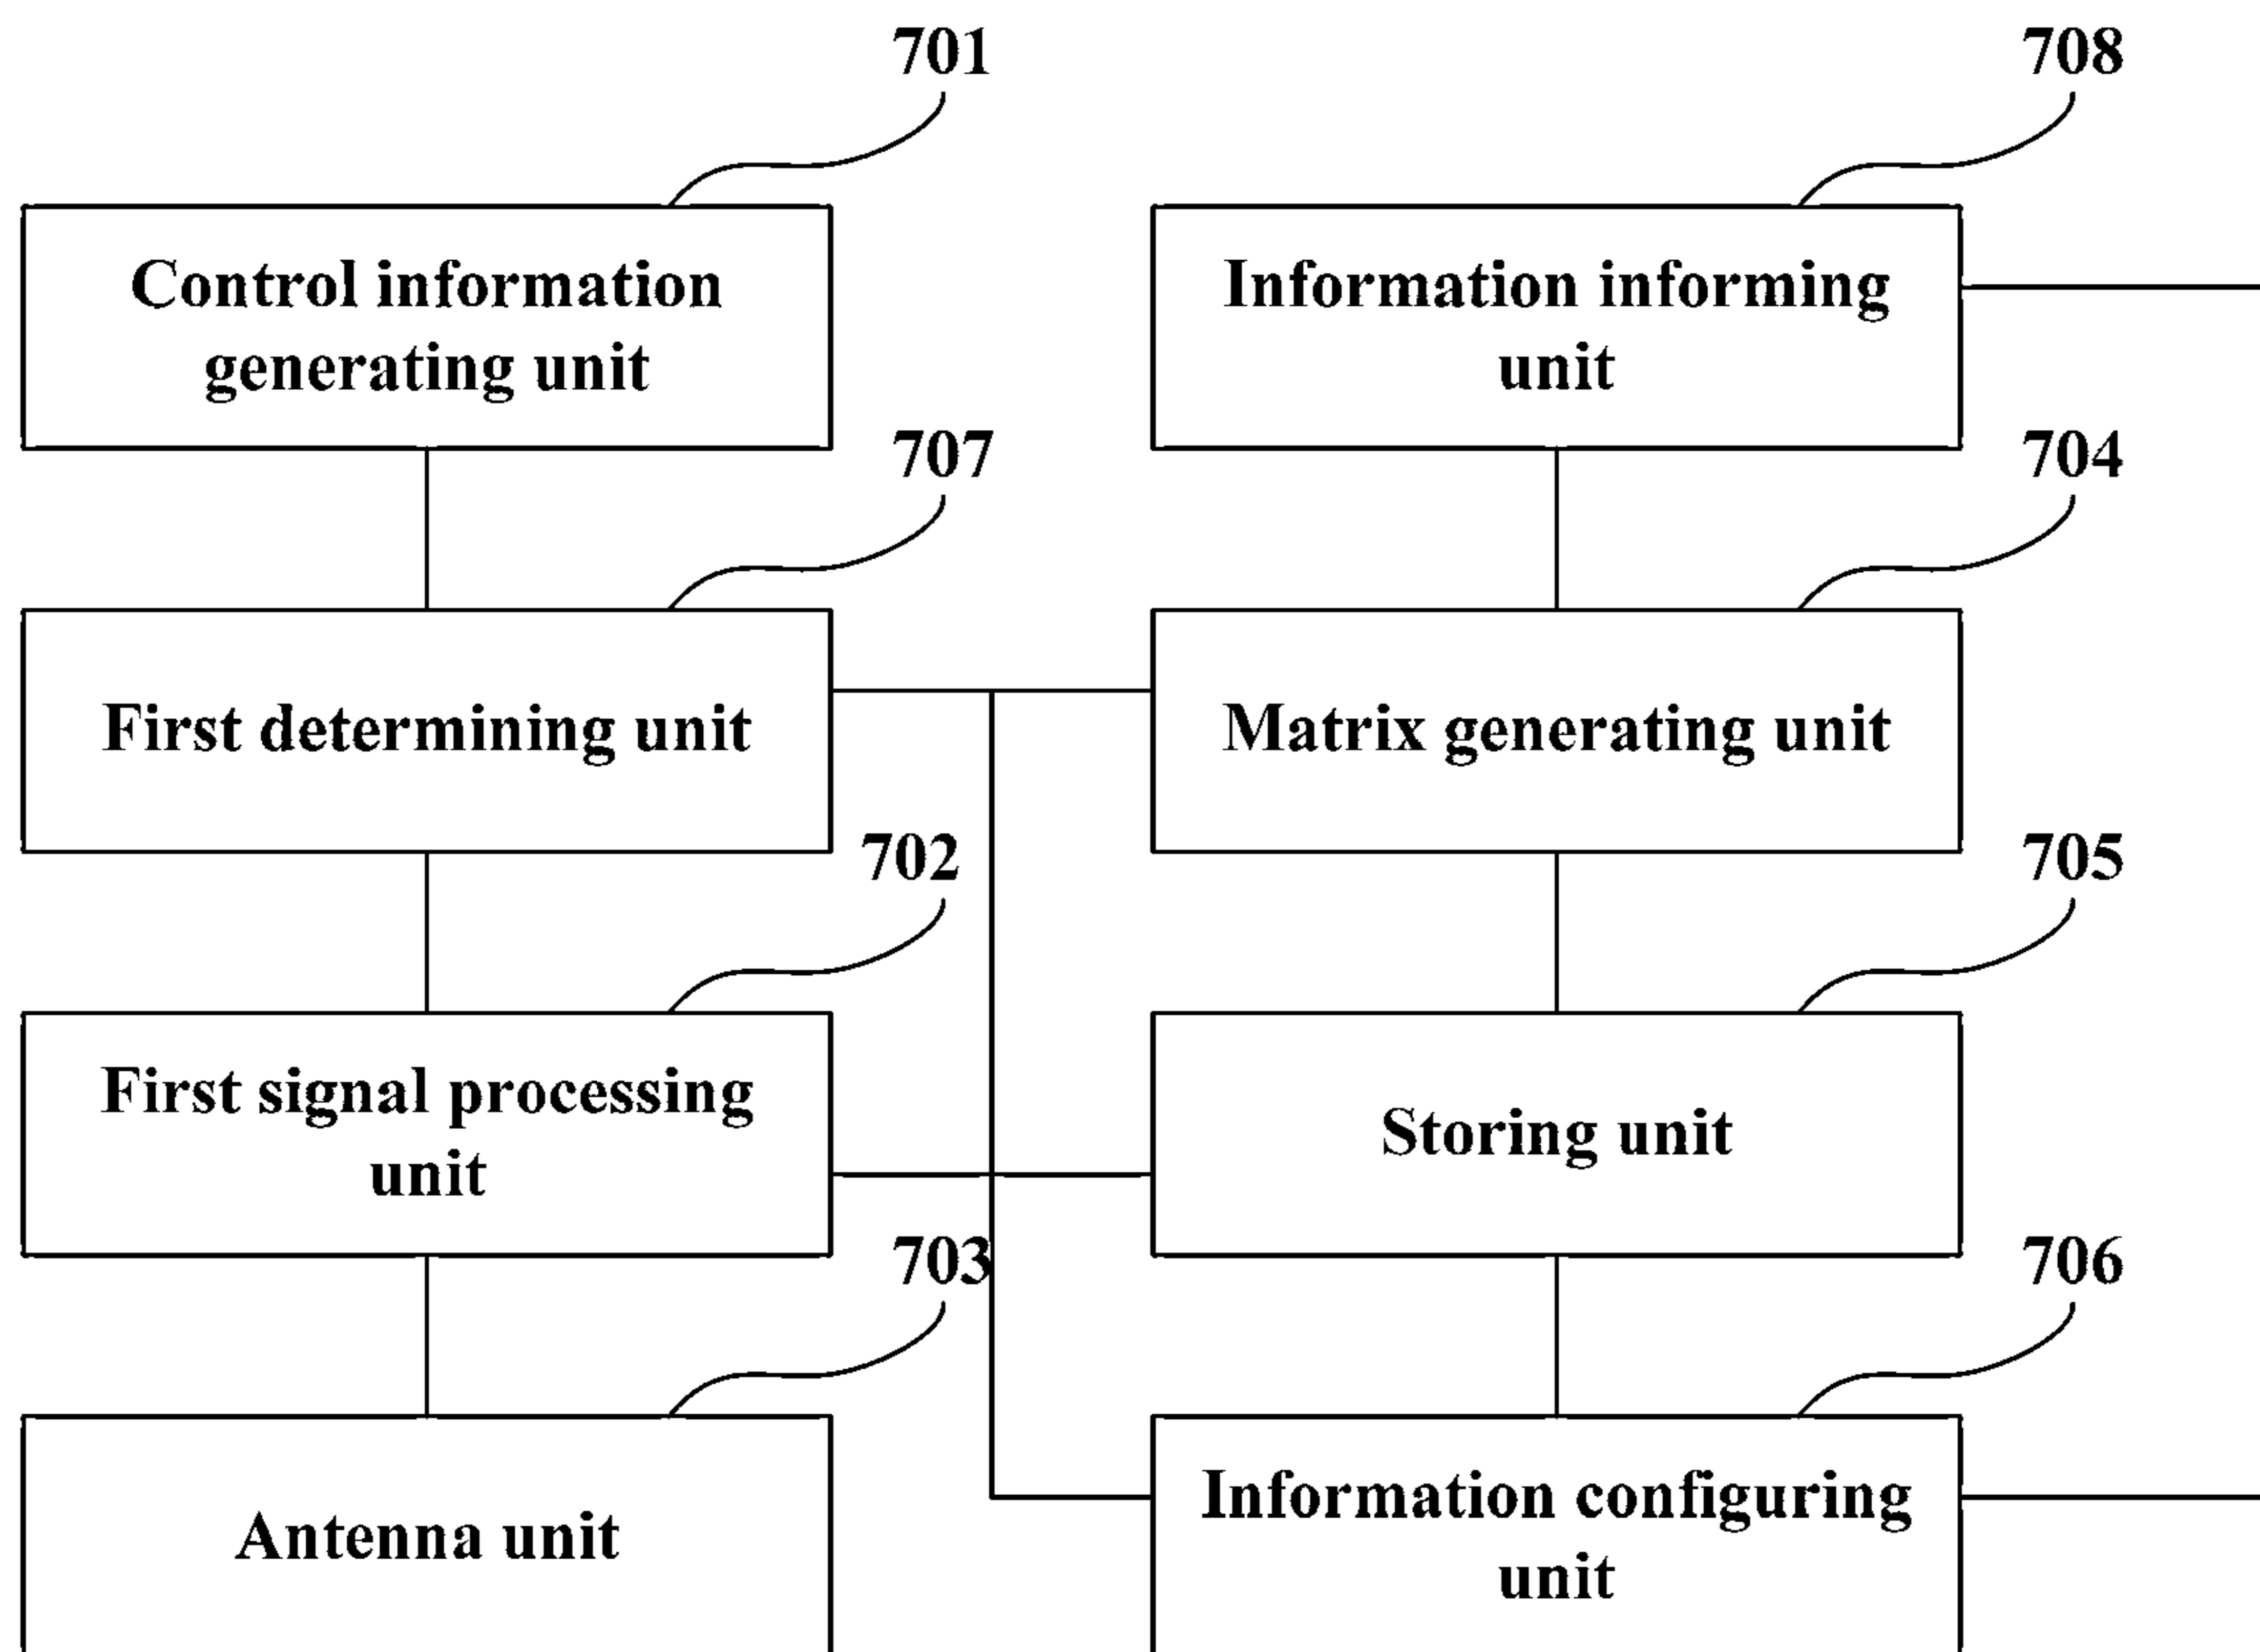 701
708
Control information
generating unit
Information informing
unit
707
704
First determining unit
Matrix generating unit
702
705
First signal processing
unit
Storing unit
703
706
Antenna unit
Information configuring
unit